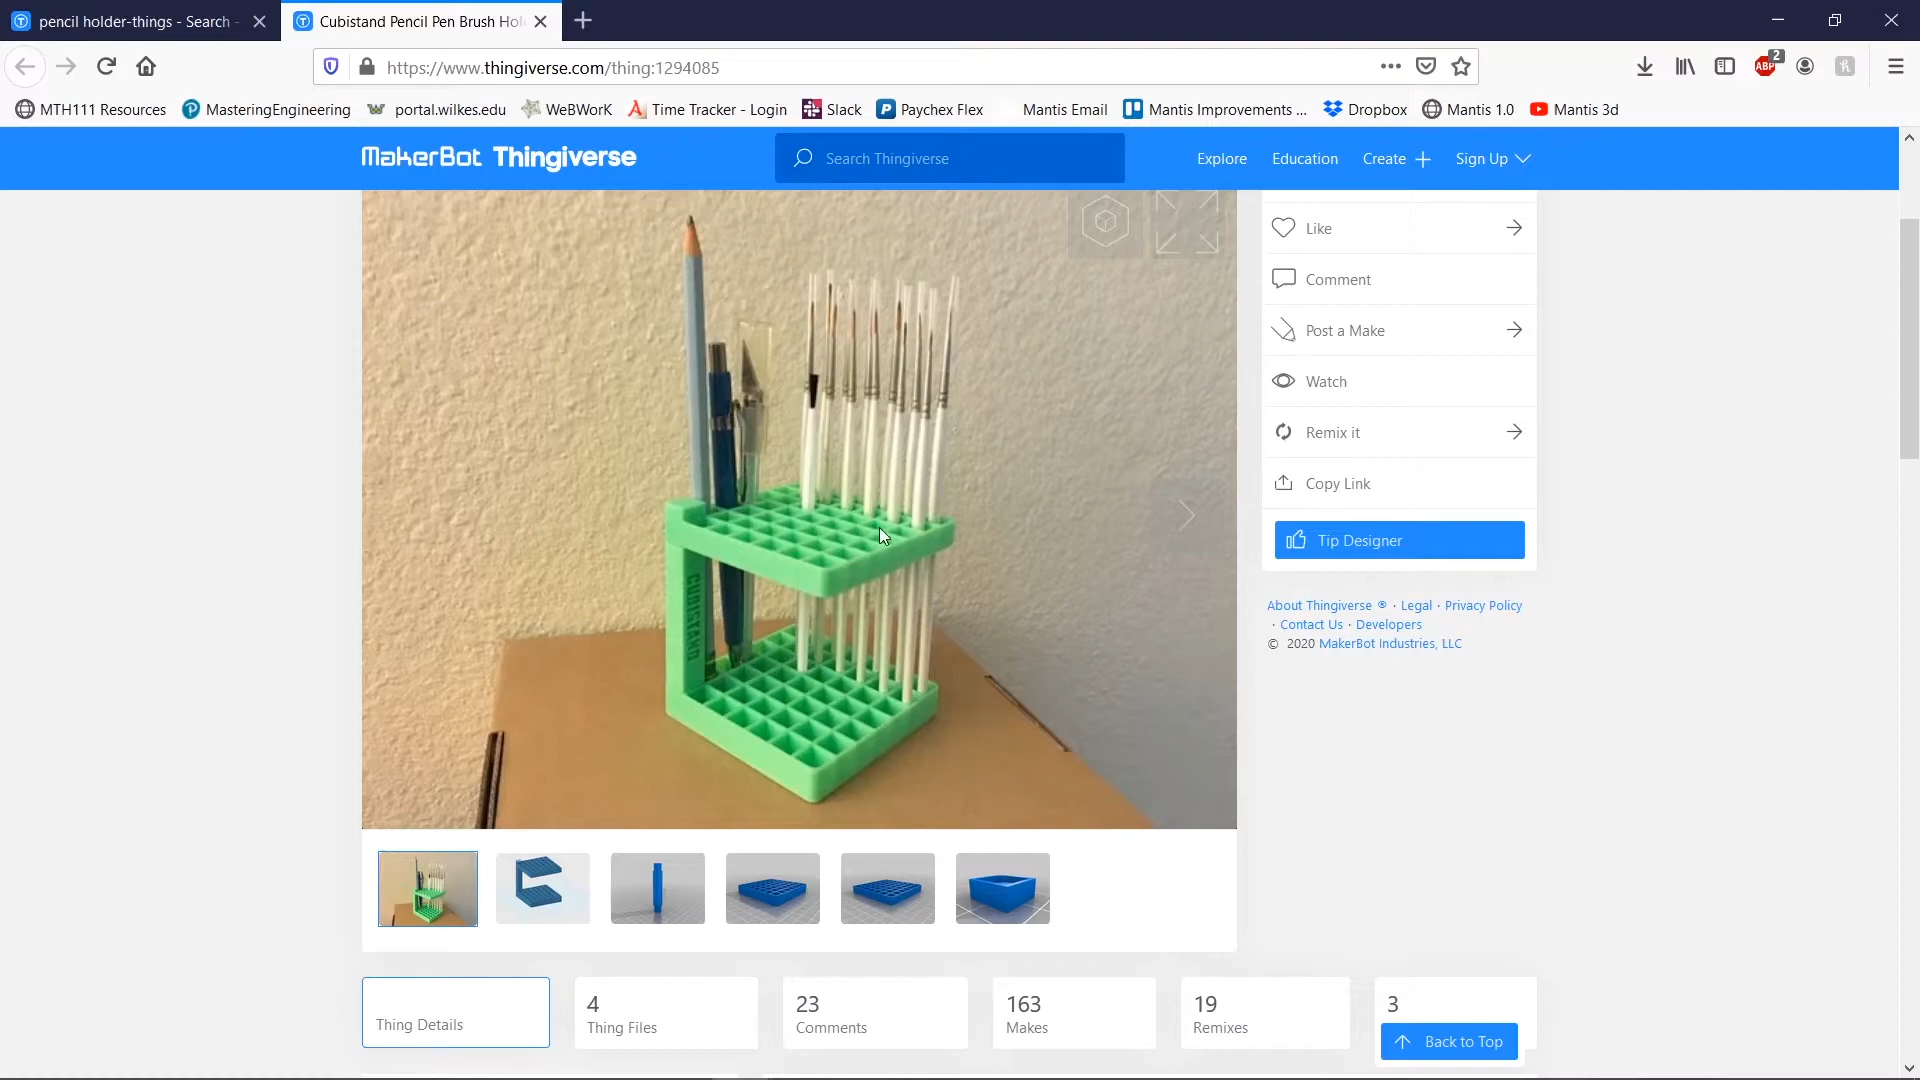 pencil holder-things - Search -
Cubistand Pencil Pen Brush Hol
https://www.thingiverse.com/thing:1294085
ABP 2
MTH111 Resources
MasteringEngineering
portal.wilkes.edu
WeBWorK
Time Tracker - Login
Slack
Paychex Flex
Mantis Email
Mantis Improvements ...
Dropbox
Mantis 1.0
Mantis 3d
MakerBot Thingiverse
Search Thingiverse
Explore
Education
Create
Sign Up
Like
Comment
Post a Make
Watch
Remix it
Copy Link
Tip Designer
About Thingiverse ® · Legal · Privacy Policy
· Contact Us · Developers
© 2020 MakerBot Industries, LLC
CUBISTAND
Thing Details
4
Thing Files
23
Comments
163
Makes
19
Remixes
3
Back to Top